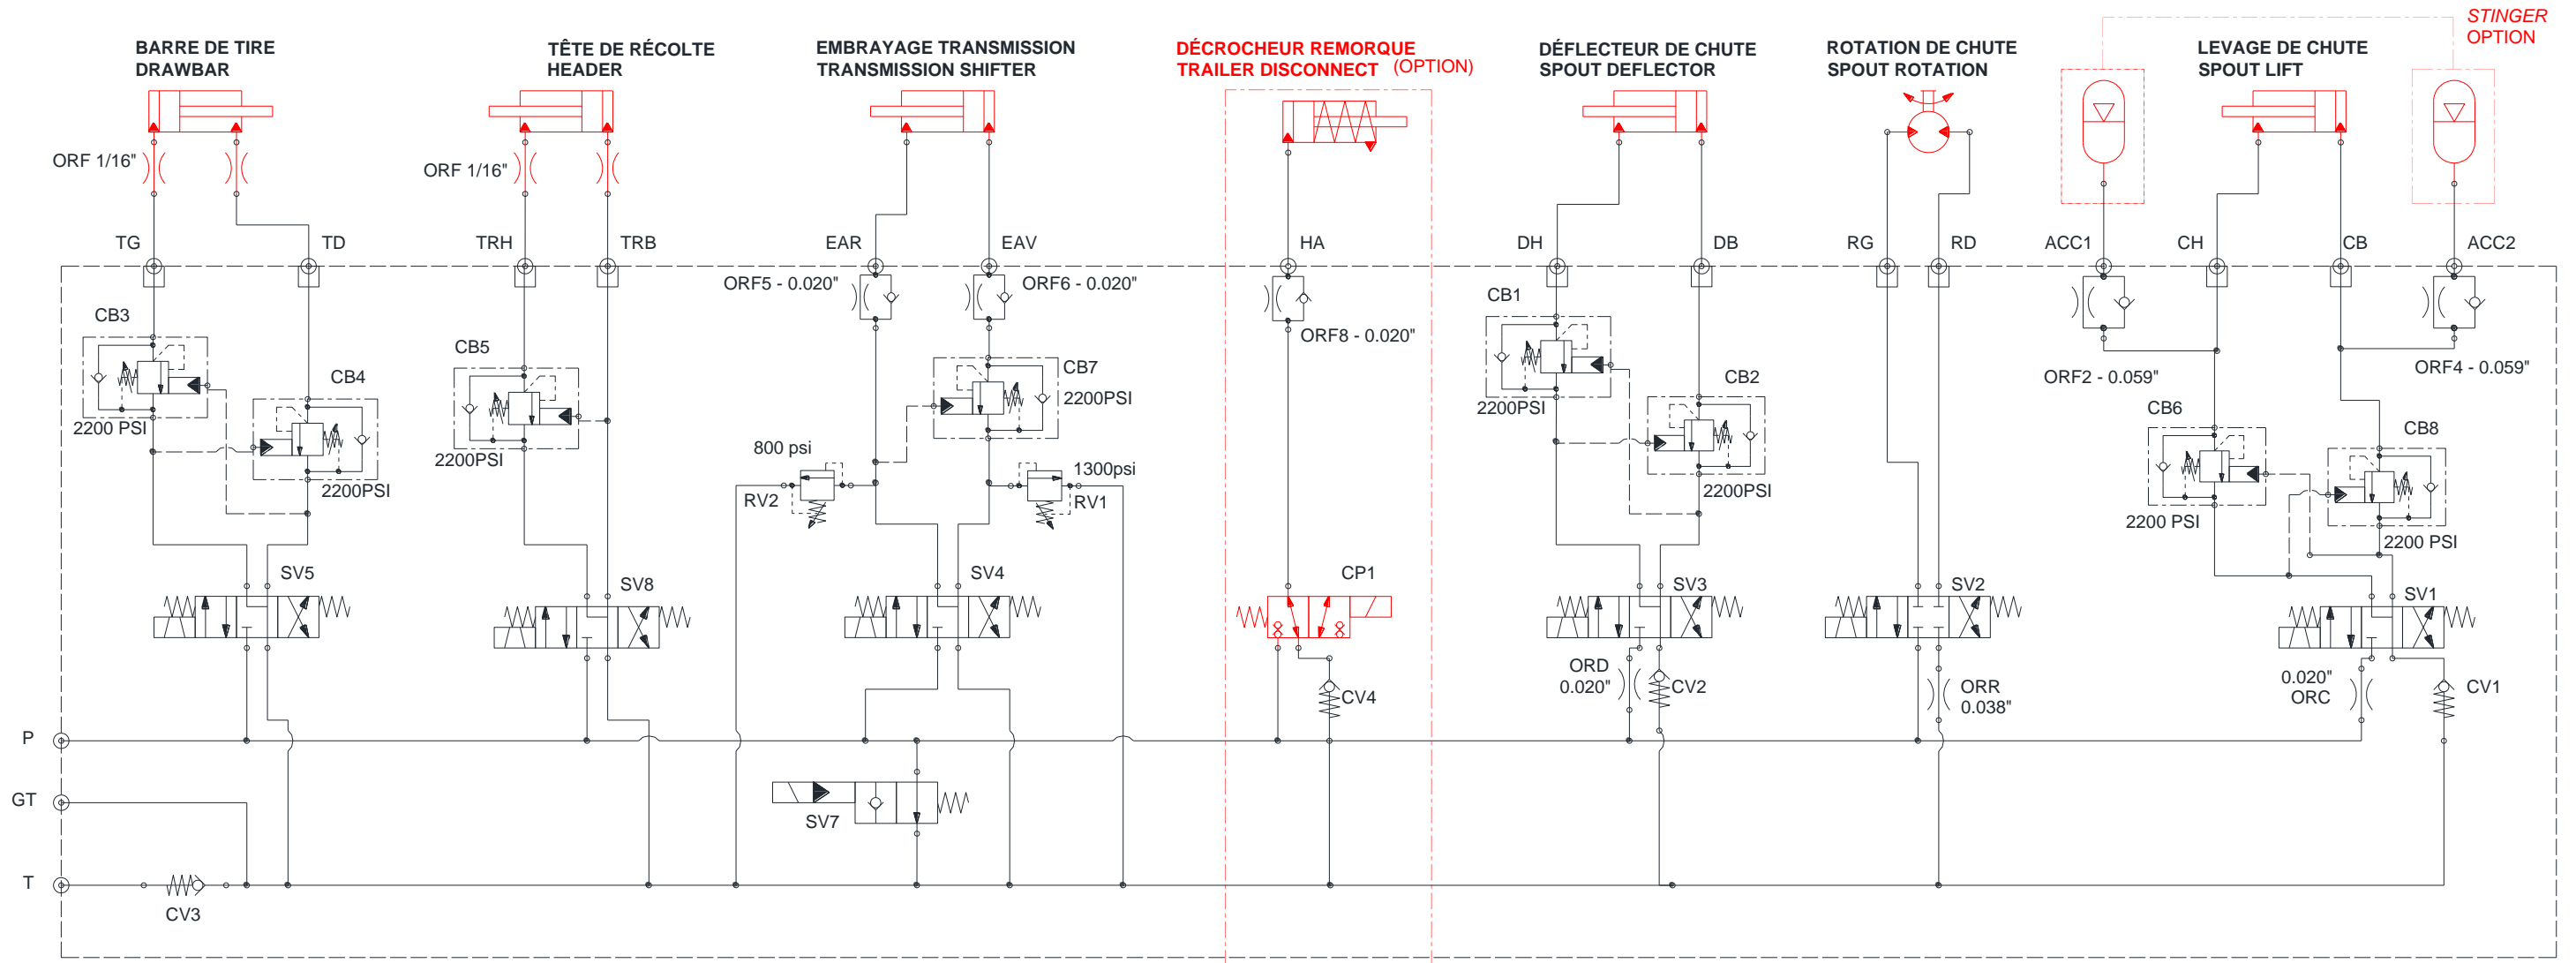 STINGER
OPTION
BARRE DE TIRE
DRAWBAR
TÊTE DE RÉCOLTE
HEADER
EMBRAYAGE TRANSMISSION
TRANSMISSION SHIFTER
DÉCROCHEUR REMORQUE
TRAILER DISCONNECT (OPTION)
DÉFLECTEUR DE CHUTE
SPOUT DEFLECTOR
ROTATION DE CHUTE
SPOUT ROTATION
LEVAGE DE CHUTE
SPOUT LIFT
ORF 1/16"
ORF 1/16"
TG
TD
TRH
TRB
EAR
EAV
HA
DH
DB
RG
RD
ACC1
CH
CB
ACC2
ORF5 - 0.020"
ORF6 - 0.020"
ORF8 - 0.020"
ORF2 - 0.059"
ORF4 - 0.059"
CB3
2200 PSI
CB4
2200PSI
CB5
2200PSI
CB7
2200PSI
CB1
2200PSI
CB2
2200PSI
CB6
2200 PSI
CB8
2200 PSI
800 psi
RV2
1300psi
RV1
SV5
SV8
SV4
CP1
SV3
SV2
SV1
ORD
0.020"
CV2
CV4
ORR
0.038"
0.020"
ORC
CV1
P
GT
SV7
T
CV3